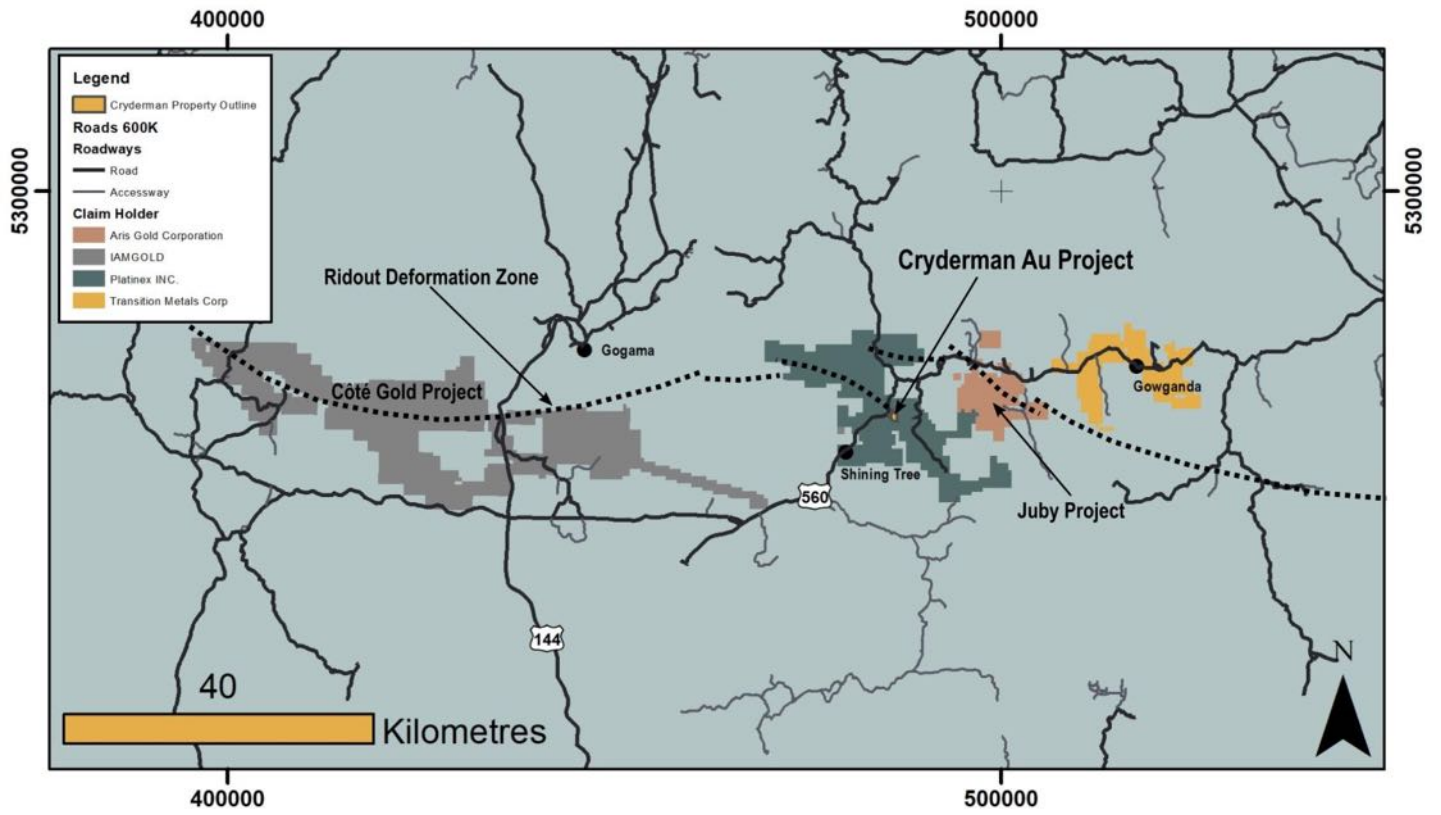 400000 500000
Legend
Cryderman Property Outline
Roads 600K
Roadways
Road
Accessway
Claim Holder
Aris Gold Corporation
IAMGOLD
Platinex INC.
Transition Metals Corp
5300000
5300000
Cryderman Au Project
Ridout Deformation Zone
Gogama
Côté Gold Project
Gowganda
Shining Tree
560
Juby Project
144
N
40
Kilometres
400000 500000